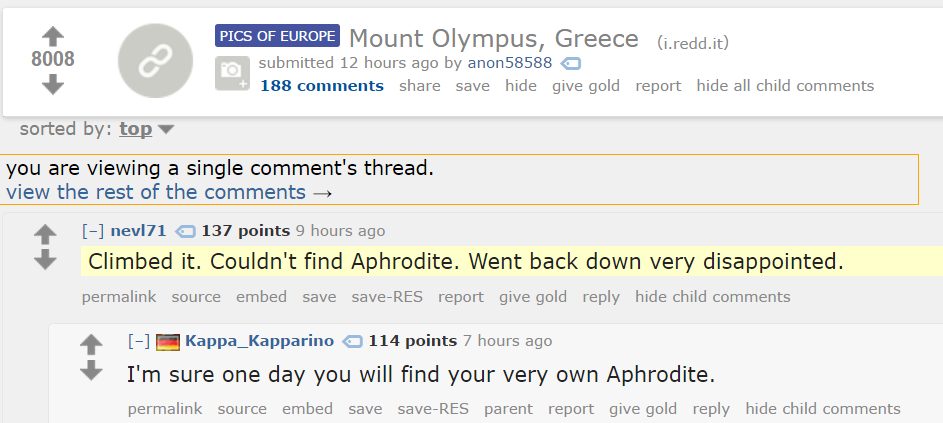 8008
PICS OF EUROPE Mount Olympus, Greece (i.redd.it)
submitted 12 hours ago by anon58588
188 comments share save hide give gold report hide all child comments
sorted by: top
you are viewing a single comment's thread.
view the rest of the comments →
[–] nevl71 137 points 9 hours ago
Climbed it. Couldn't find Aphrodite. Went back down very disappointed.
permalink source embed save save-RES report give gold reply hide child comments
[–] Kappa_Kapparino 114 points 7 hours ago
I'm sure one day you will find your very own Aphrodite.
permalink source embed save save-RES parent report give gold reply hide child comments